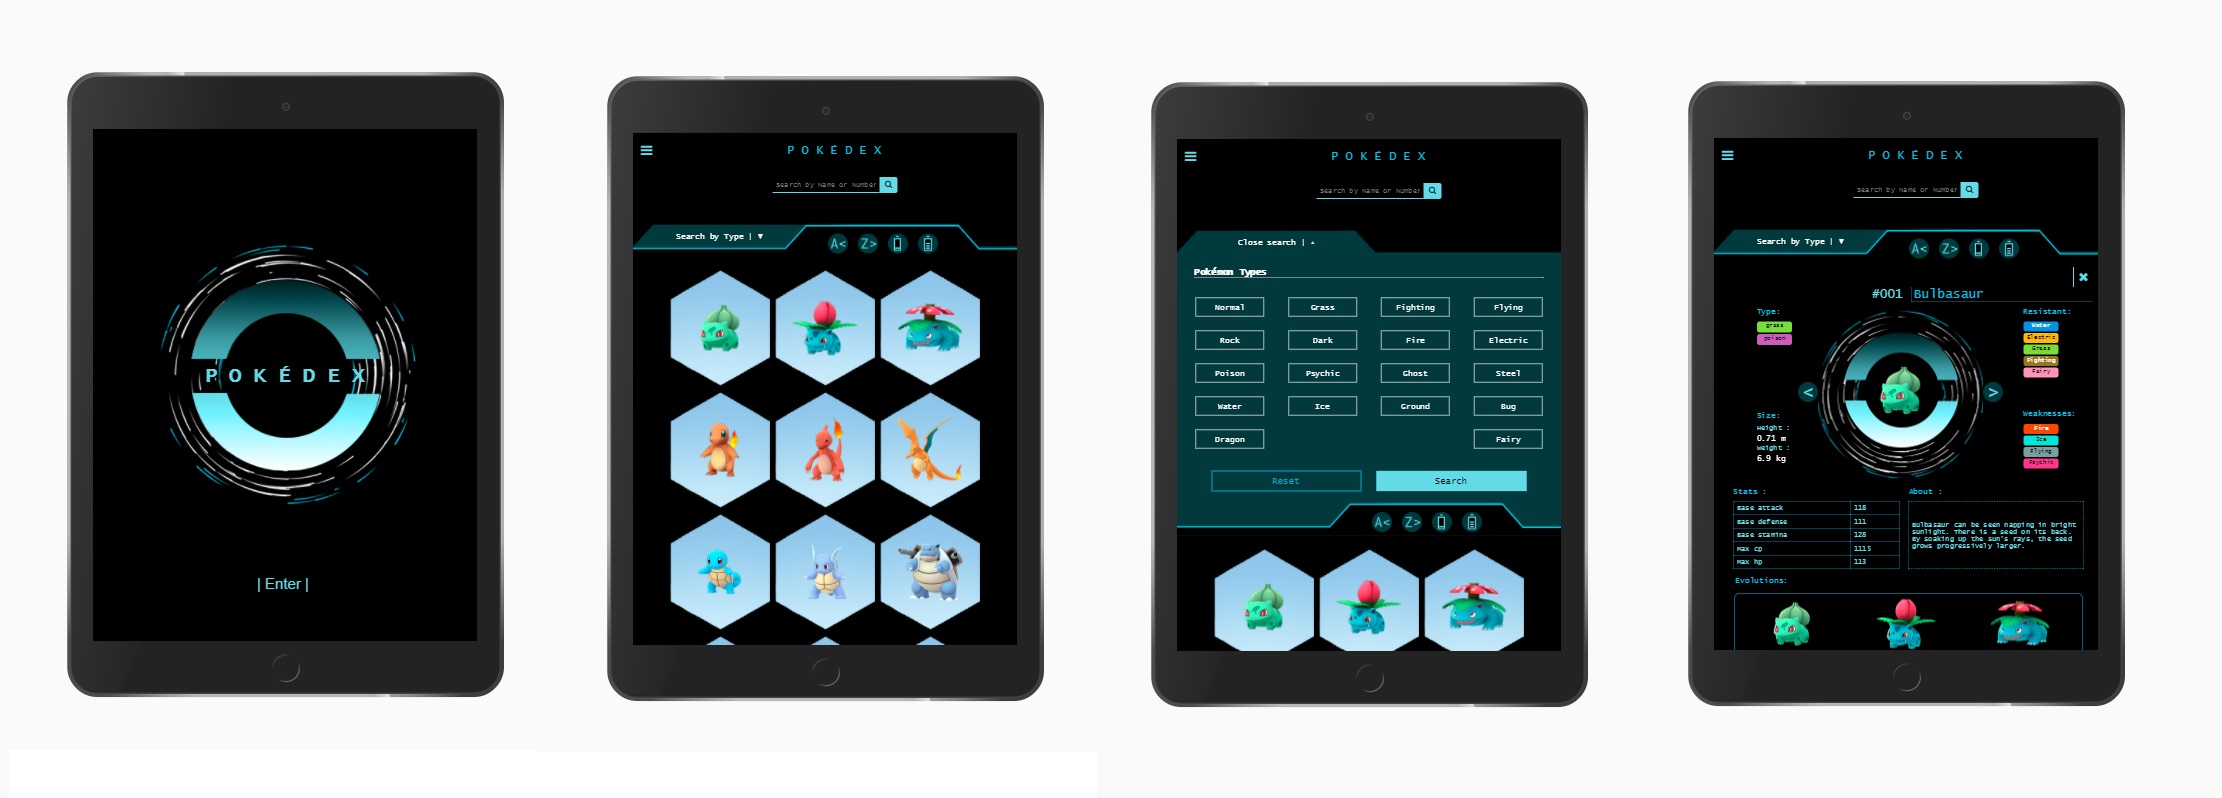 POKÉDEX
| Enter |
POKÉDEX
Search by Name or Number
Search by Type | ▼
A<
Z>
POKÉDEX
Search by Name or Number
Close search | ▲
Pokémon Types
Normal
Grass
Fighting
Flying
Rock
Dark
Fire
Electric
Poison
Psychic
Ghost
Steel
Water
Ice
Ground
Bug
Dragon
Fairy
Reset
Search
A<
Z>
POKÉDEX
Search by Name or Number
Search by Type | ▼
A<
Z>
✖
#001 Bulbasaur
Type:
grass
poison
Resistant:
Water
Electric
Grass
Fighting
Fairy
<
>
Size:
Height :
0.71 m
Weight :
6.9 kg
Weaknesses:
Fire
Ice
Flying
Psychic
Stats :
Base attack 118
Base defense 111
Base stamina 128
Max cp 1115
Max hp 113
About :
Bulbasaur can be seen napping in bright
sunlight. There is a seed on its back.
By soaking up the sun's rays, the seed
grows progressively larger.
Evolutions: